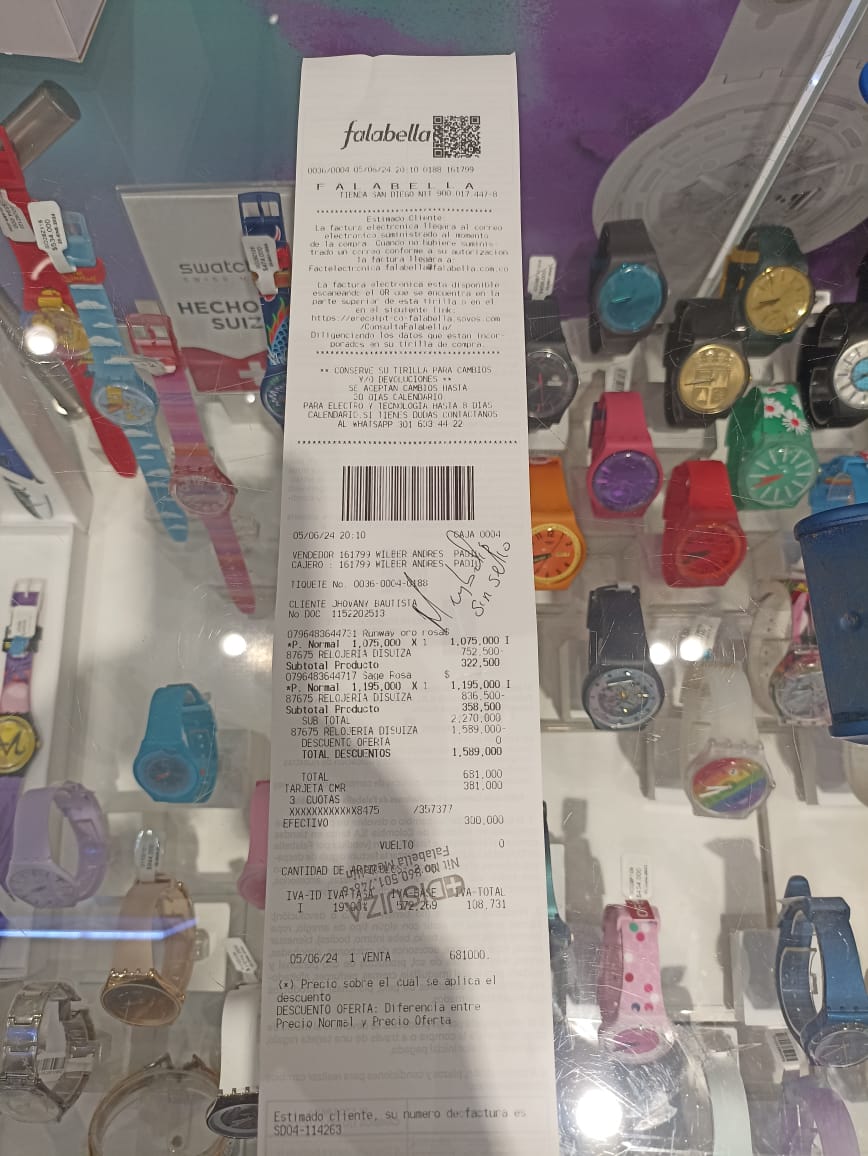 falabella
0036/0004 05/06/24 20:10 0188 161799
F A L A B E L L A
TIENDA SAN DIEGO NIT 900.017.447-8
Estimado Cliente:
La factura electronica llegara al correo
electronico suministrado al momento
de la compra. Cuando no hubiere suminis-
trado un correo conforme a su autorizacion
la factura llegara a
Factelectronica_falabella@falabella.com.co
La factura electronica esta disponible
escaneando el QR que se encuentra en la
parte superior de esta tirilla o en el
en el siguiente link:
/ConsultaFalabella/
Diligenciando los datos que estan incor-
porados en su tirilla de compra.
** CONSERVE SU TIRILLA PARA CAMBIOS
Y/O DEVOLUCIONES **
SE ACEPTAN CAMBIOS HASTA
30 DIAS CALENDARIO
PARA ELECTRO Y TECNOLOGIA HASTA 8 DIAS
CALENDARIO.SI TIENES DUDAS CONTACTANOS
AL WHATSAPP 301 603 44 22
05/06/24 20:10 CAJA 0004
VENDEDOR 161799 WILBER ANDRES
CAJERO : 161799 WILBER ANDRES
TIQUETE No. 0036-0004-0188
sin sello
CLIENTE JHOVANY BAUTISTA
No DOC 1152202513
0796483644731 Runway oro rosa$
*P. Normal 1,075,000 X 1 1,075,000 I
87675 RELOJERIA DISUIZA 752,500-
Subtotal Producto 322,500
0796483644717 Sage Rosa $
*P. Normal 1,195,000 X 1 1,195,000 I
87675 RELOJERIA DISUIZA 836,500-
Subtotal Producto 358,500
SUB TOTAL 2,270,000
87675 RELOJERIA DISUIZA 1,589,000-
DESCUENTO OFERTA 0
TOTAL DESCUENTOS 1,589,000
TOTAL 681,000
TARJETA CMR 381,000
3 CUOTAS
XXXXXXXXXXX8475 /357377
EFECTIVO 300,000
VUELTO 0
CANTIDAD DE
DISUIZA
IVA-ID IVA-TASA IVA-BASE IVA-TOTAL
I 19.00% 572,269 108,731
05/06/24 1 VENTA 681000.
(*) Precio sobre el cual se aplica el
descuento
DESCUENTO OFERTA: Diferencia entre
Precio Normal y Precio Oferta
Estimado cliente, su numero de factura es
SD04-114263
swatch
HECHO
SUIZ